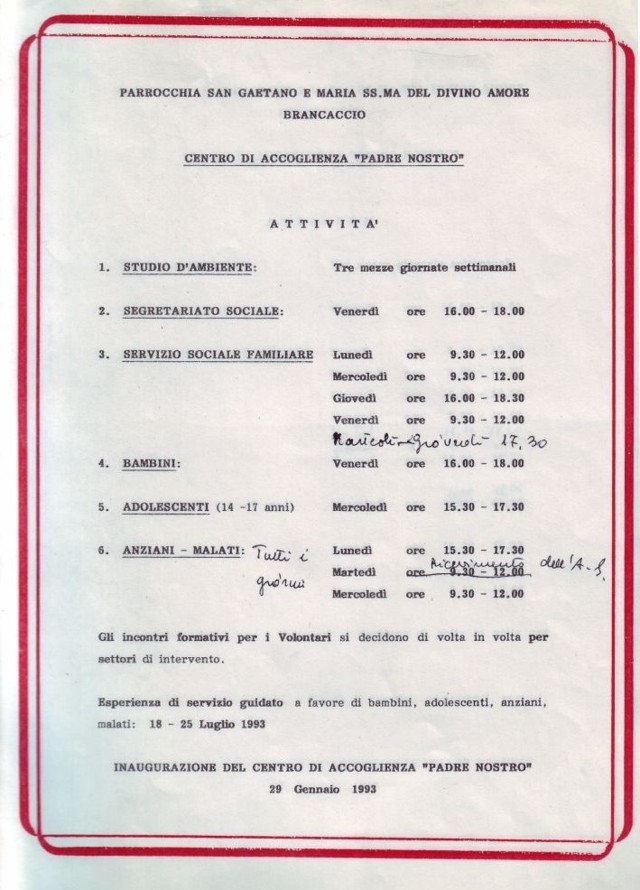 PARROCCHIA SAN GAETANO E MARIA SS.MA DEL DIVINO AMORE
BRANCACCIO
CENTRO DI ACCOGLIENZA "PADRE NOSTRO"
ATTIVITA'
1. STUDIO D'AMBIENTE: Tre mezze giornate settimanali
2. SEGRETARIATO SOCIALE: Venerdì ore 16.00 - 18.00
3. SERVIZIO SOCIALE FAMILIARE Lunedì ore 9.30 - 12.00
Mercoledì ore 9.30 - 12.00
Giovedì ore 16.00 - 18.30
Venerdì ore 9.30 - 12.00
17,30
4. BAMBINI: Venerdì ore 16.00 - 18.00
5. ADOLESCENTI (14 -17 anni) Mercoledì ore 15.30 - 17.30
6. ANZIANI - MALATI: Tutti i Lunedì ore 15.30 - 17.30
ricevimento dell'A.S.
giorni Martedì ore 9.30 - 12.00
Mercoledì ore 9.30 - 12.00
Gli incontri formativi per i Volontari si decidono di volta in volta per
settori di intervento.
Esperienza di servizio guidato a favore di bambini, adolescenti, anziani,
malati: 18 - 25 Luglio 1993
INAUGURAZIONE DEL CENTRO DI ACCOGLIENZA "PADRE NOSTRO"
29 Gennaio 1993